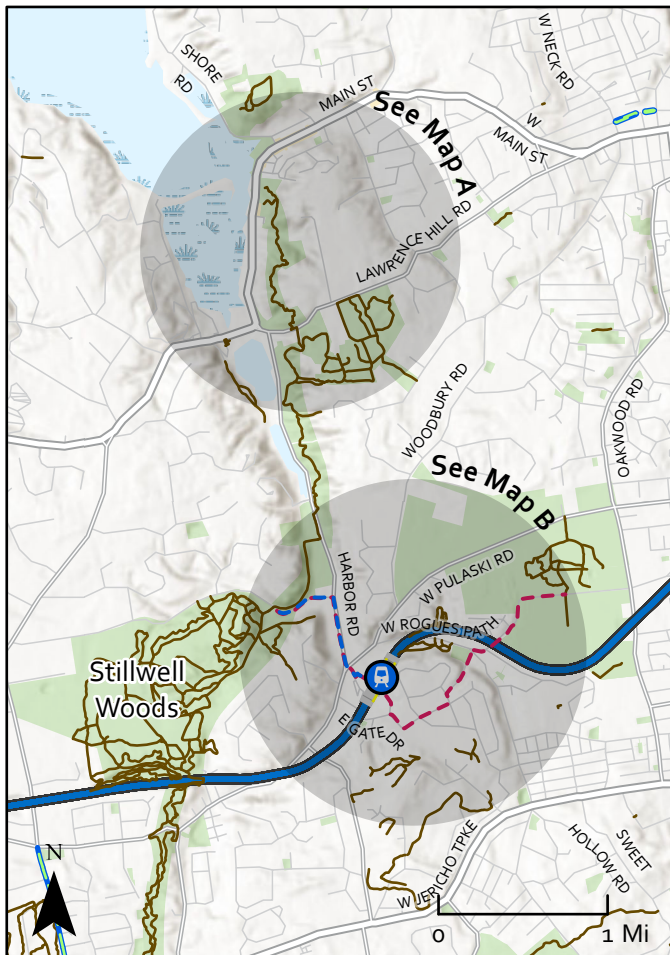 SHORE
RD
MAIN ST
W NECK RD
See Map A
W
MAIN ST
LAWRENCE HILL RD
WOODBURY RD
OAKWOOD RD
See Map B
HARBOR RD
W PULASKI RD
W ROGUES PATH
Stillwell
Woods
E GATE DR
W JERICHO TPKE
SWEET
HOLLOW RD
N
0 1 Mi